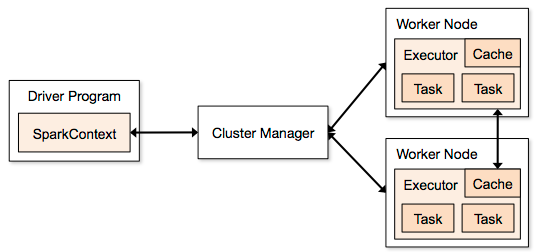 Driver Program
SparkContext
Cluster Manager
Worker Node
Executor
Cache
Task
Task
Worker Node
Executor
Cache
Task
Task